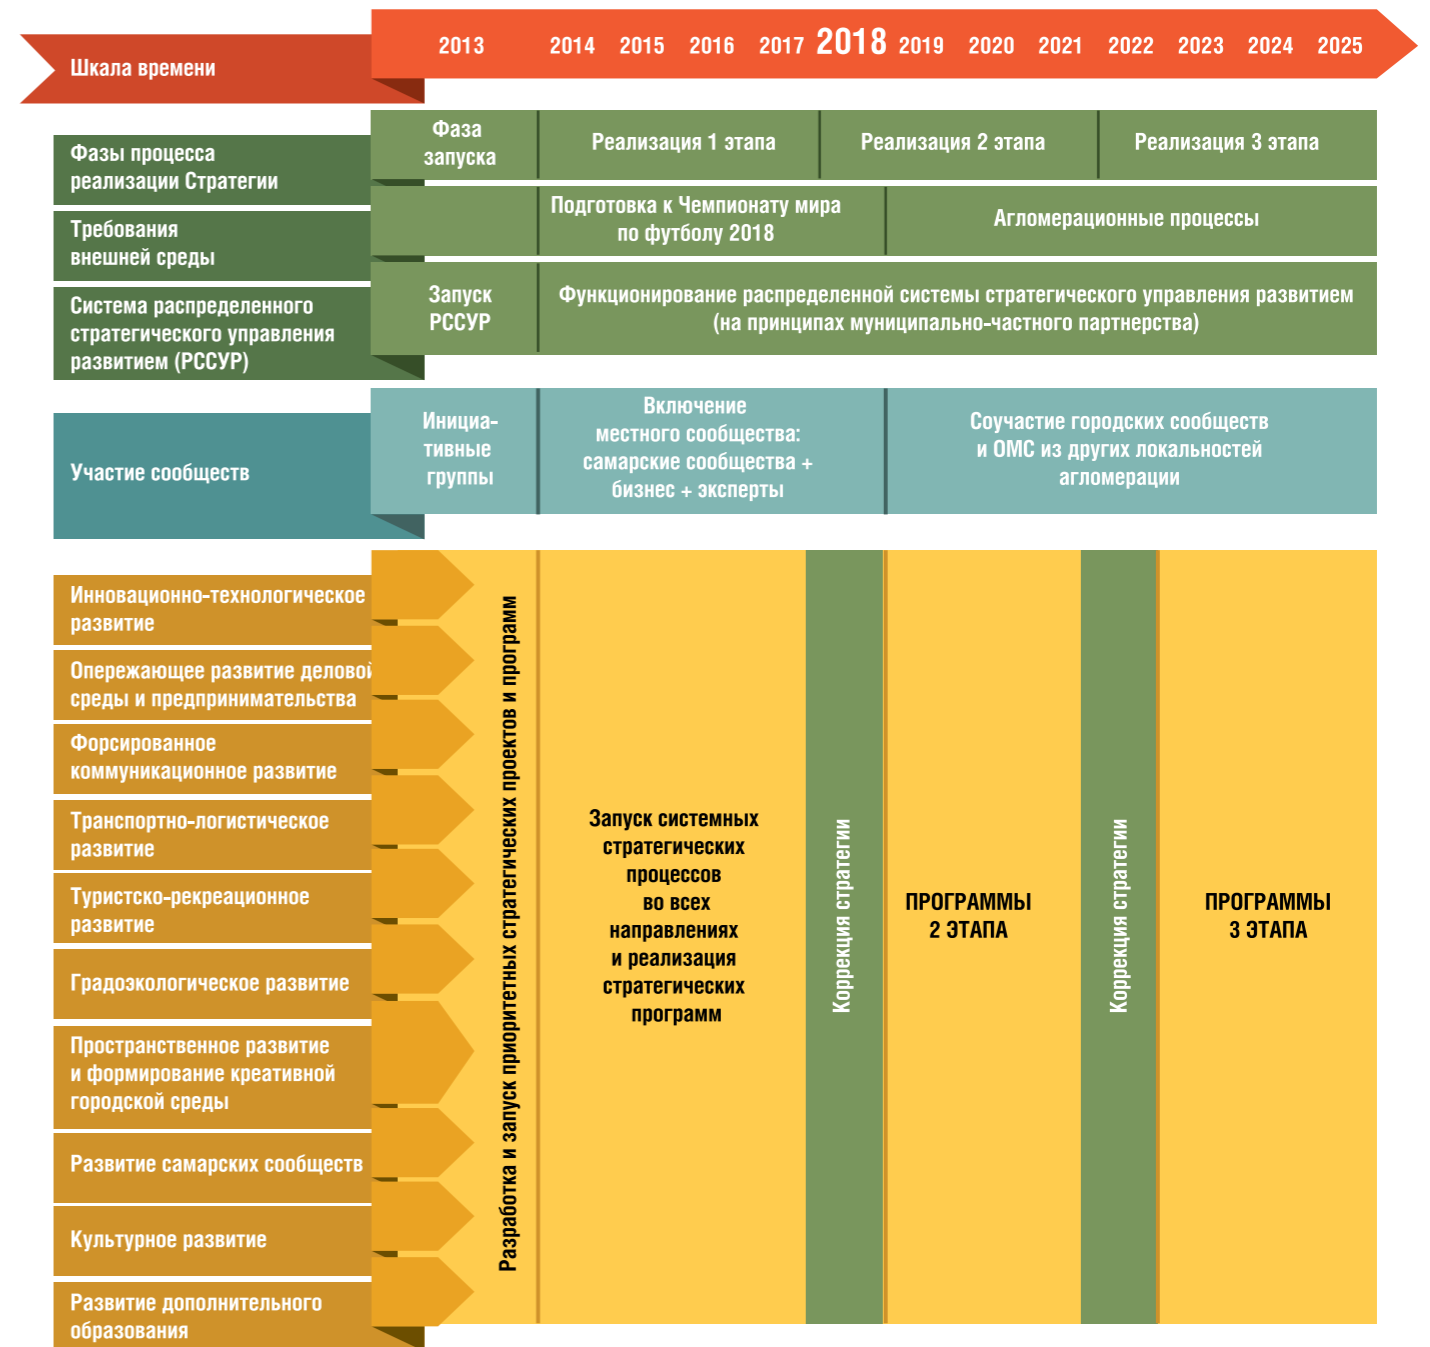 Шкала времени
2013 2014 2015 2016 2017 2018 2019 2020 2021 2022 2023 2024 2025
Фазы процесса
реализации Стратегии
Фаза
запуска
Реализация 1 этапа
Реализация 2 этапа
Реализация 3 этапа
Требования
внешней среды
Подготовка к Чемпионату мира
по футболу 2018
Агломерационные процессы
Система распределенного
стратегического управления
развитием (РССУР)
Запуск
РССУР
Функционирование распределенной системы стратегического управления развитием
(на принципах муниципально-частного партнерства)
Участие сообществ
Инициа-
тивные
группы
Включение
местного сообщества:
самарские сообщества +
бизнес + эксперты
Соучастие городских сообществ
и ОМС из других локальностей
агломерации
Инновационно-технологическое
развитие
Опережающее развитие деловой
среды и предпринимательства
Форсированное
коммуникационное развитие
Транспортно-логистическое
развитие
Туристско-рекреационное
развитие
Градоэкологическое развитие
Пространственное развитие
и формирование креативной
городской среды
Развитие самарских сообществ
Культурное развитие
Развитие дополнительного
образования
Разработка и запуск приоритетных стратегических проектов и программ
Запуск системных
стратегических
процессов
во всех
направлениях
и реализация
стратегических
программ
Коррекция стратегии
ПРОГРАММЫ
2 ЭТАПА
Коррекция стратегии
ПРОГРАММЫ
3 ЭТАПА